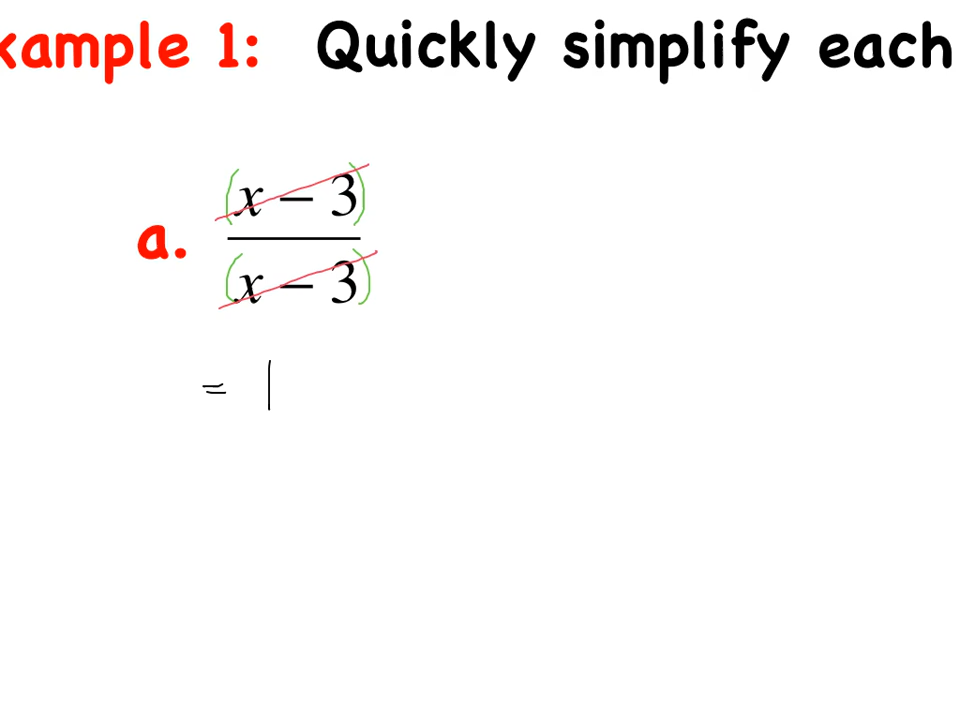 xample 1: Quickly simplify each
a. (x − 3)
(x − 3)
= 1